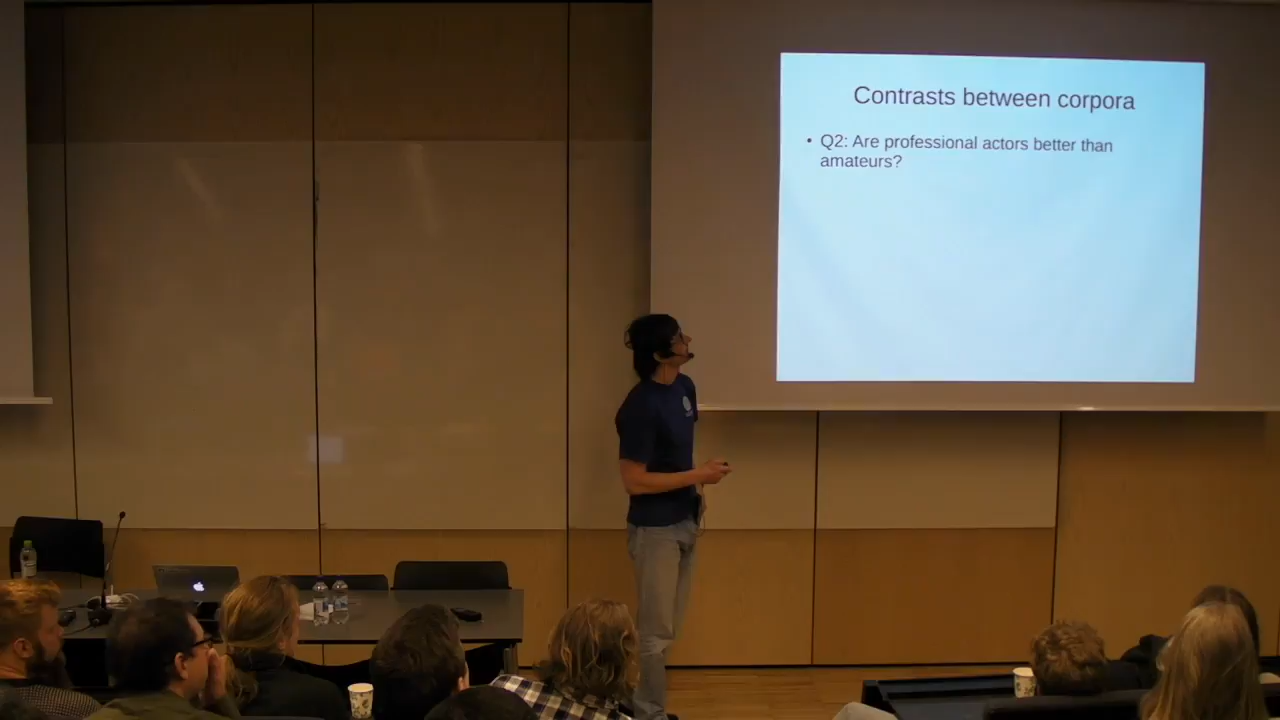 Contrasts between corpora
• Q2: Are professional actors better than
amateurs?